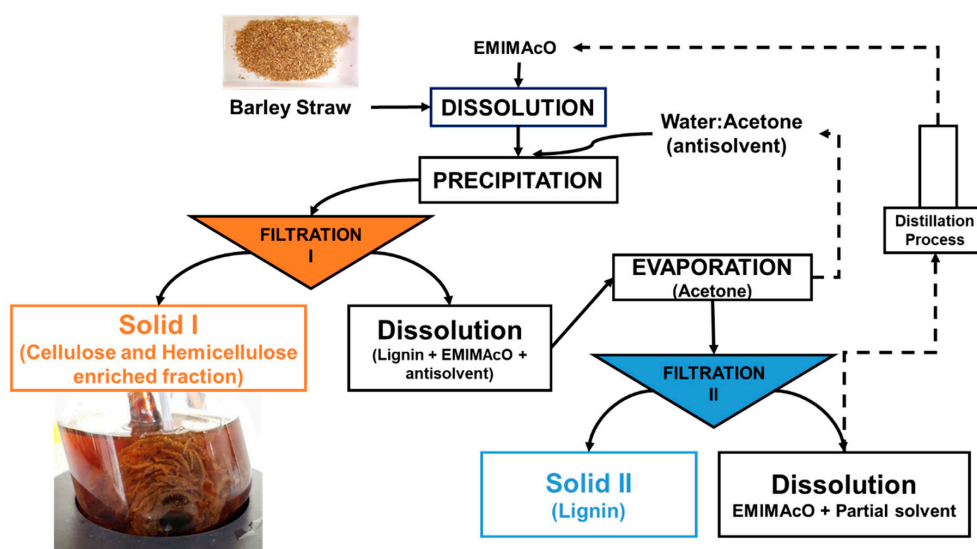 EMIMAcO
Barley Straw
DISSOLUTION
Water:Acetone
(antisolvent)
PRECIPITATION
Distillation
Process
FILTRATION
I
EVAPORATION
(Acetone)
Solid I
(Cellulose and Hemicellulose
enriched fraction)
Dissolution
(Lignin + EMIMAcO +
antisolvent)
FILTRATION
II
Solid II
(Lignin)
Dissolution
EMIMAcO + Partial solvent